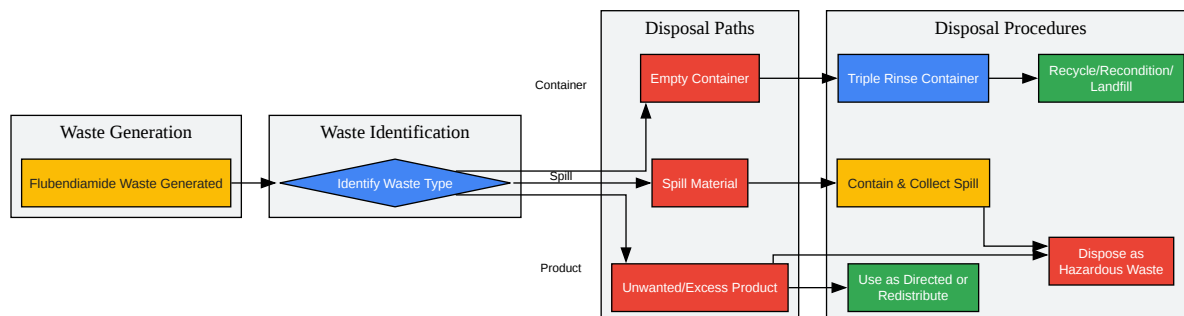 Disposal Paths
Disposal Procedures
Container
Empty Container
Triple Rinse Container
Recycle/Recondition/
Landfill
Waste Generation
Waste Identification
Flubendiamide Waste Generated
Identify Waste Type
Spill
Spill Material
Contain & Collect Spill
Product
Unwanted/Excess Product
Use as Directed or
Redistribute
Dispose as
Hazardous Waste